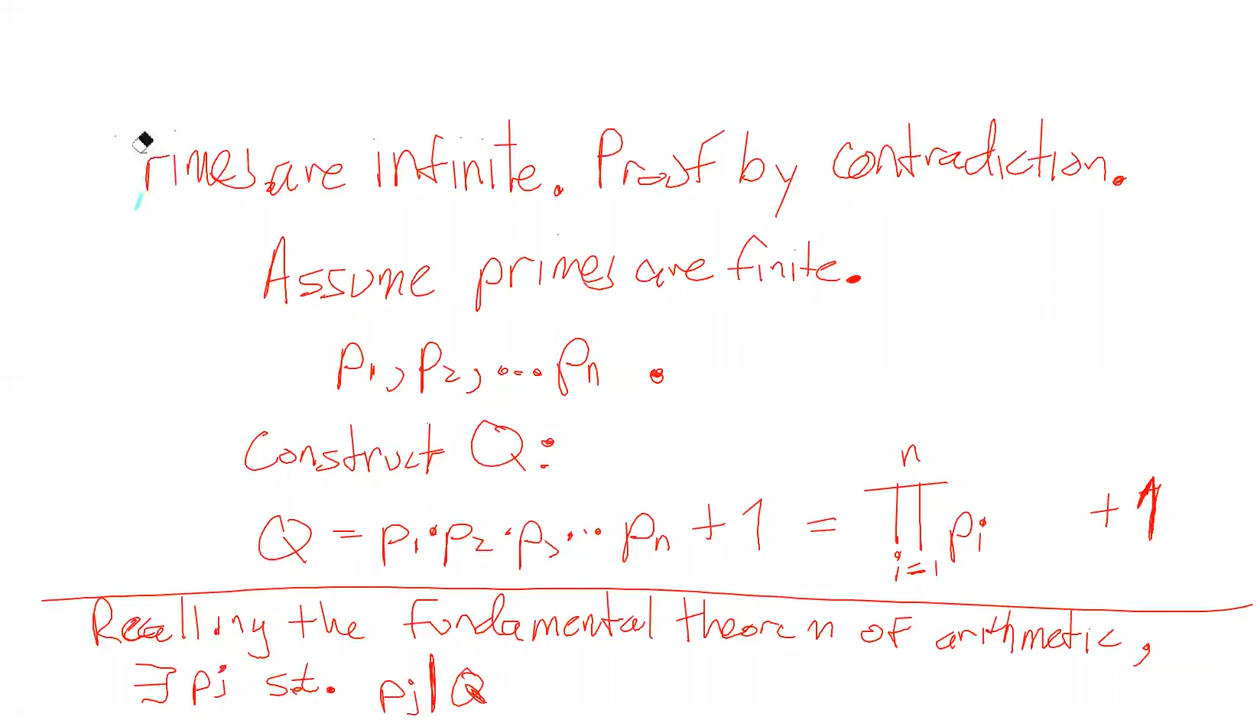 rimes are infinite. Proof by contradiction.
Assume primes are finite.
p₁, p₂, ... pₙ .
Construct Q:
Q = p₁·p₂·p₃... pₙ + 1 = ∏ⁿᵢ₌₁ pᵢ + 1
Recalling the fundamental theorem of arithmetic,
∃ pⱼ s.t. pⱼ|Q